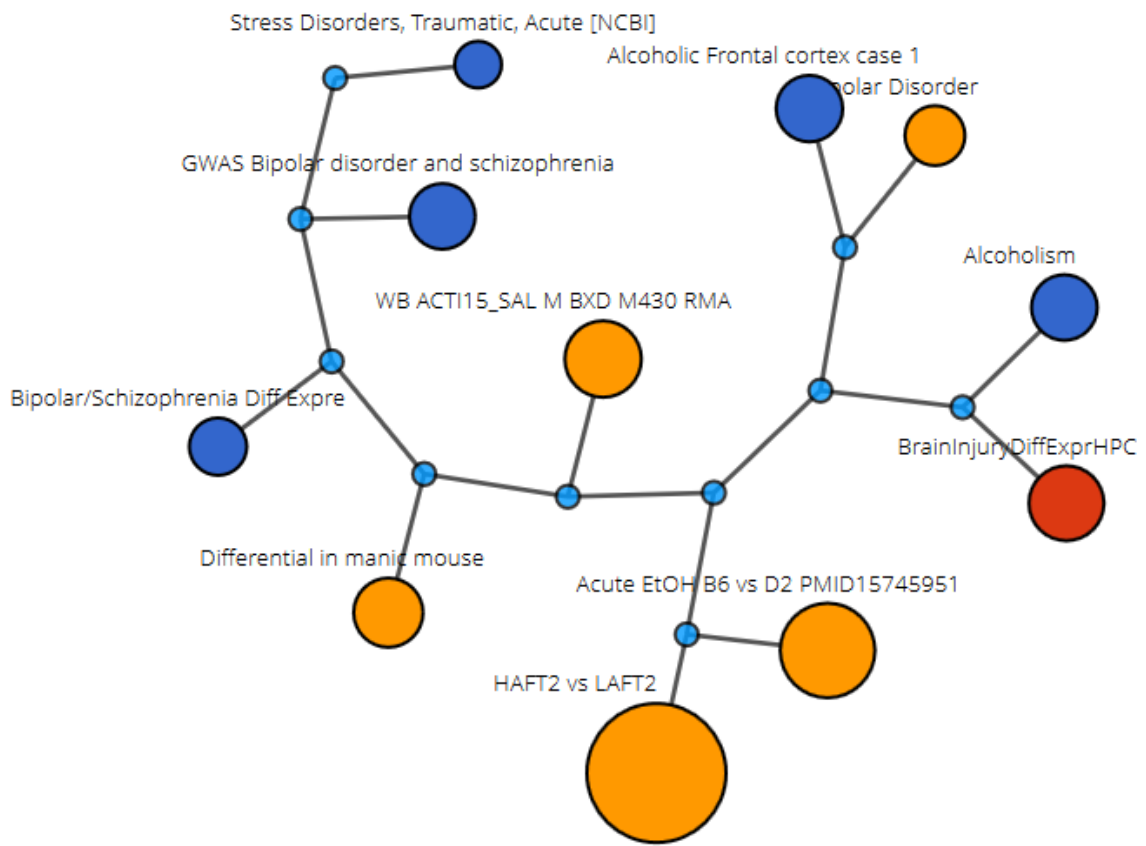 Stress Disorders, Traumatic, Acute [NCBI]
Alcoholic Frontal cortex case 1
Disorder
GWAS Bipolar disorder and schizophrenia
Alcoholism
WB ACTI15_SAL M BXD M430 RMA
Bipolar/Schizophrenia Diff Expre
BrainInjuryDiffExprHPC
Differential in manic mouse
Acute EtOH B6 vs D2 PMID15745951
HAFT2 vs LAFT2